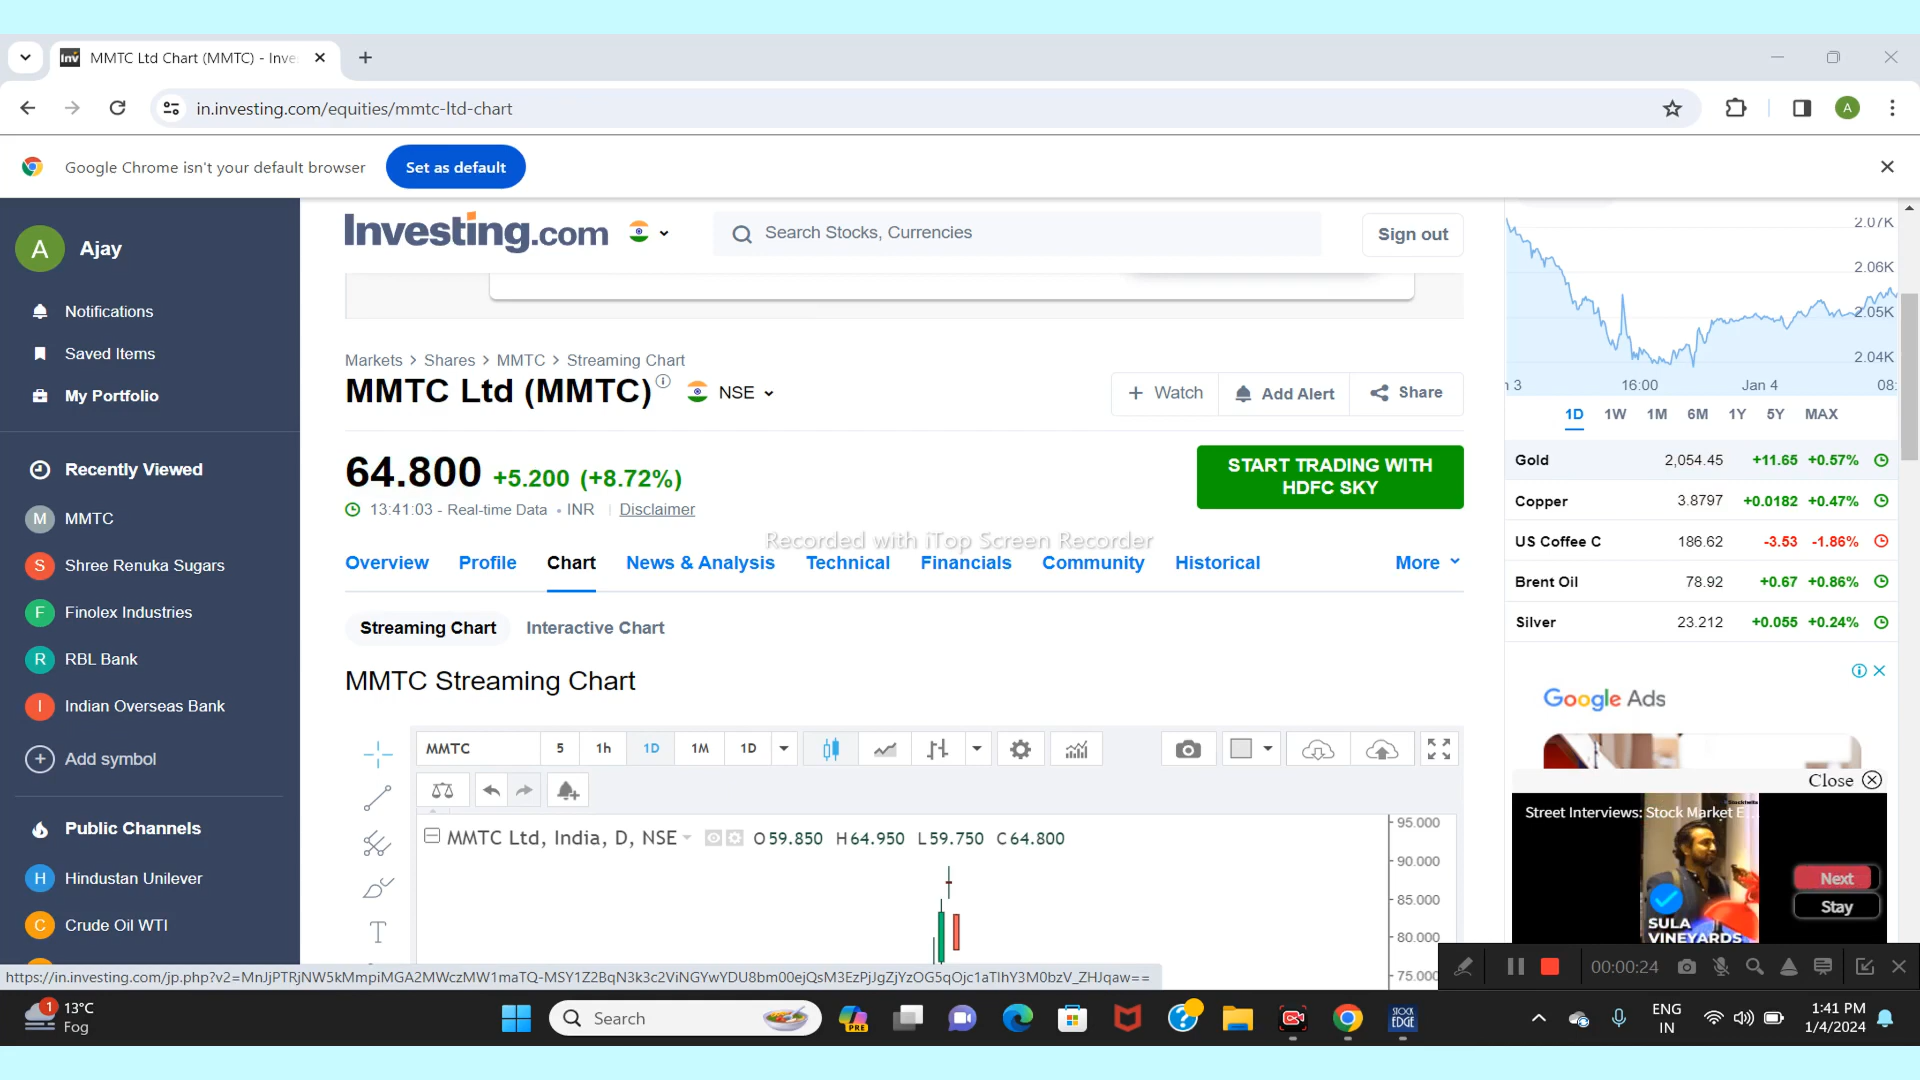 MMTC Ltd Chart (MMTC) - Inve
in.investing.com/equities/mmtc-ltd-chart
A
Google Chrome isn't your default browser
Set as default
A
Ajay
Notifications
Saved Items
My Portfolio
Recently Viewed
M MMTC
S Shree Renuka Sugars
F Finolex Industries
R RBL Bank
I Indian Overseas Bank
Add symbol
Public Channels
H Hindustan Unilever
C Crude Oil WTI
Investing.com
Search Stocks, Currencies
Sign out
Markets > Shares > MMTC > Streaming Chart
MMTC Ltd (MMTC)
NSE
Watch
Add Alert
Share
64.800 +5.200 (+8.72%)
13:41:03 - Real-time Data • INR | Disclaimer
START TRADING WITH
HDFC SKY
Recorded with iTop Screen Recorder
Overview Profile Chart News & Analysis Technical Financials Community Historical More
Streaming Chart Interactive Chart
MMTC Streaming Chart
MMTC 5 1h 1D 1M 1D
MMTC Ltd, India, D, NSE O59.850 H64.950 L59.750 C64.800
95.000
90.000
85.000
80.000
75.000
2.07K
2.06K
2.05K
2.04K
3 16:00 Jan 4 08:
1D 1W 1M 6M 1Y 5Y MAX
Gold 2,054.45 +11.65 +0.57%
Copper 3.8797 +0.0182 +0.47%
US Coffee C 186.62 -3.53 -1.86%
Brent Oil 78.92 +0.67 +0.86%
Silver 23.212 +0.055 +0.24%
Google Ads
Close
Street Interviews: Stock Market E...
SULA
VINEYARDS
Next
Stay
00:00:24
1
13°C
Fog
Search
PRE
STOCK
EDGE
ENG
IN
1:41 PM
1/4/2024